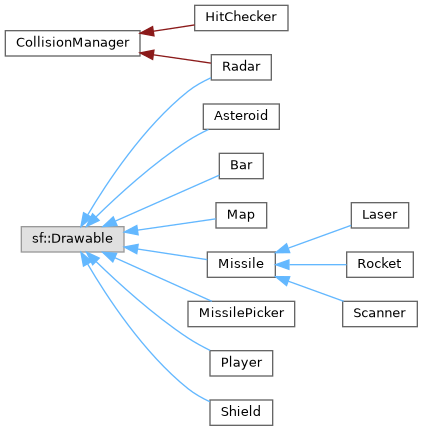 HitChecker
CollisionManager
Radar
Asteroid
Bar
Map
Laser
sf::Drawable
Missile
Rocket
MissilePicker
Scanner
Player
Shield